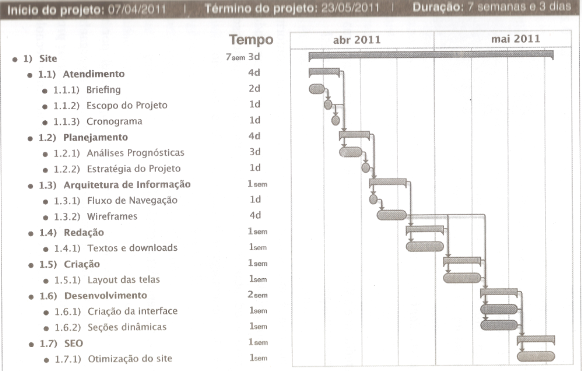 Início do projeto: 07/04/2011 | Término do projeto: 23/05/2011 | Duração: 7 semanas e 3 dias
Tempo abr 2011 mai 2011
1) Site 7sem 3d
1.1) Atendimento 4d
1.1.1) Briefing 2d
1.1.2) Escopo do Projeto 1d
1.1.3) Cronograma 1d
1.2) Planejamento 4d
1.2.1) Análises Prognósticas 3d
1.2.2) Estratégia do Projeto 1d
1.3) Arquitetura de Informação 1sem
1.3.1) Fluxo de Navegação 1d
1.3.2) Wireframes 4d
1.4) Redação 1sem
1.4.1) Textos e downloads 1sem
1.5) Criação 1sem
1.5.1) Layout das telas 1sem
1.6) Desenvolvimento 2sem
1.6.1) Criação da interface 1sem
1.6.2) Seções dinâmicas 1sem
1.7) SEO 1sem
1.7.1) Otimização do site 1sem